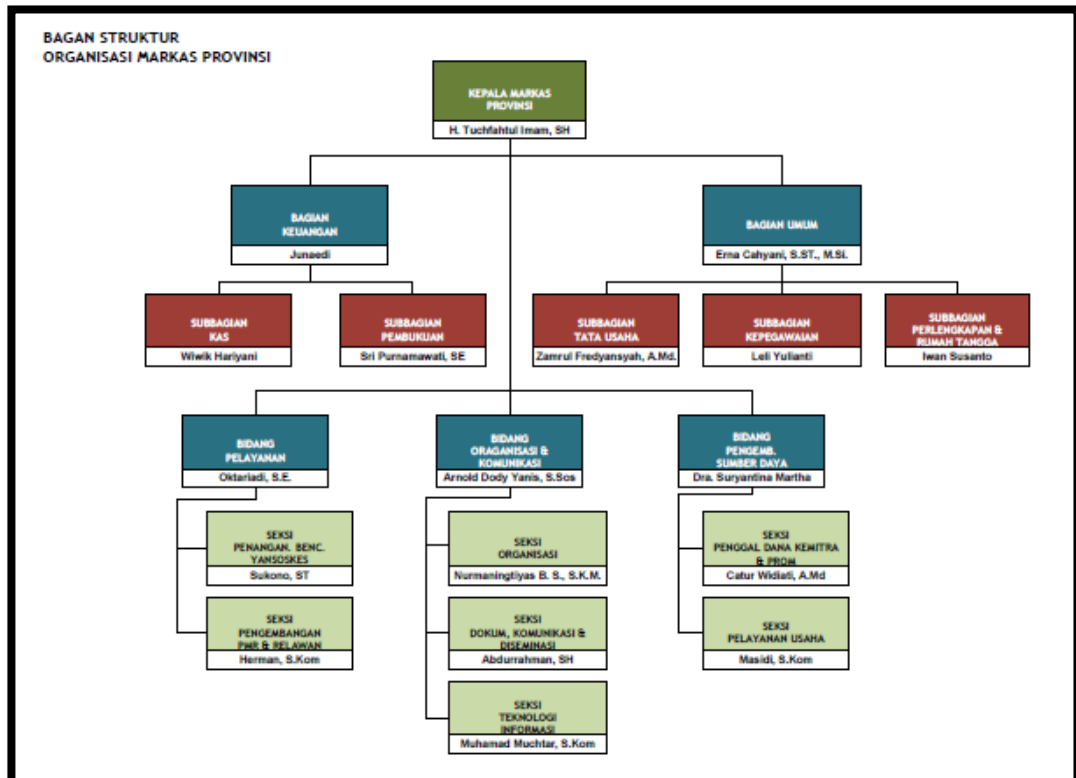 BAGAN STRUKTUR
ORGANISASI MARKAS PROVINSI
KEPALA MARKAS
PROVINSI
H. Tuchfahtul Imam, SH
BAGIAN
KEUANGAN
Junaedi
BAGIAN UMUM
Erna Cahyani, S.ST., M.Si.
SUBBAGIAN
KAS
Wiwik Hariyani
SUBBAGIAN
PEMBUKUAN
Sri Purnamawati, SE
SUBBAGIAN
TATA USAHA
Zamrul Fredyansyah, A.Md.
SUBBAGIAN
KEPEGAWAIAN
Leli Yulianti
SUBBAGIAN
PERLENGKAPAN &
RUMAH TANGGA
Iwan Susanto
BIDANG
PELAYANAN
Oktariadi, S.E.
BIDANG
ORAGANISASI &
KOMUNIKASI
Arnold Dody Yanis, S.Sos
BIDANG
PENGEMB.
SUMBER DAYA
Dra. Suryantina Martha
SEKSI
PENANGAN. BENC.
YANSOSKES
Sukono, ST
SEKSI
ORGANISASI
Nurmaningtiyas B. S., S.K.M.
SEKSI
PENGGAL DANA KEMITRA
& PROM
Catur Widiati, A.Md
SEKSI
PENGEMBANGAN
PMR & RELAWAN
Herman, S.Kom
SEKSI
DOKUM, KOMUNIKASI &
DISEMINASI
Abdurrahman, SH
SEKSI
PELAYANAN USAHA
Masidi, S.Kom
SEKSI
TEKNOLOGI
INFORMASI
Muhamad Muchtar, S.Kom